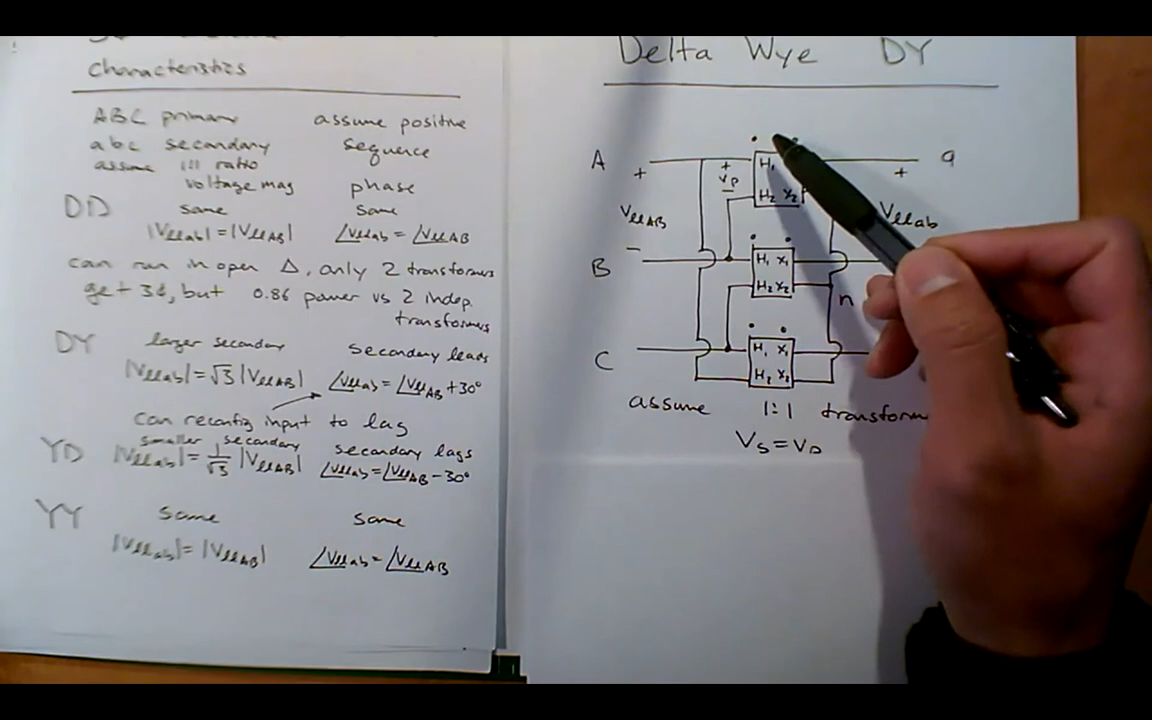 characteristics
ABC primary assume positive
abc secondary sequence
assume 1:1 ratio
voltage mag phase
DD same same
|Vllab| = |VllAB| ∠Vllab = ∠VllAB
can run in open Δ, only 2 transformers
get 3ϕ, but 0.86 power vs 2 indep.
transformers
DY larger secondary secondary leads
|Vllab| = √3 |VllAB| ∠Vllab = ∠VllAB +30°
Can reconfig input to lag
YD smaller secondary secondary lags
|Vllab| = 1/√3 |VllAB| ∠Vllab = ∠VllAB -30°
YY same same
|Vllab| = |VllAB| ∠Vllab = ∠VllAB
Delta Wye DY
A + + Vp - H1 H2 X2 + a
VllAB Vllab
-
B H1 X1 H2 X2 n
C H1 X1 H2 X2
assume 1:1 transform
Vs = Vp